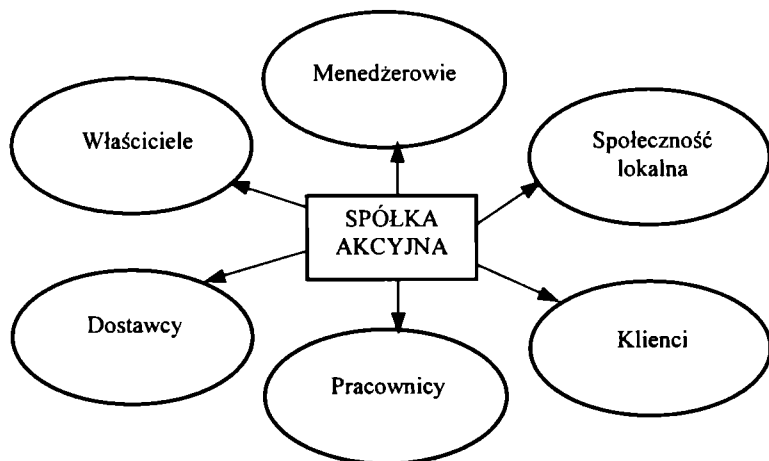 Menedżerowie
Właściciele
Społeczność
lokalna
SPÓŁKA
AKCYJNA
Dostawcy
Klienci
Pracownicy